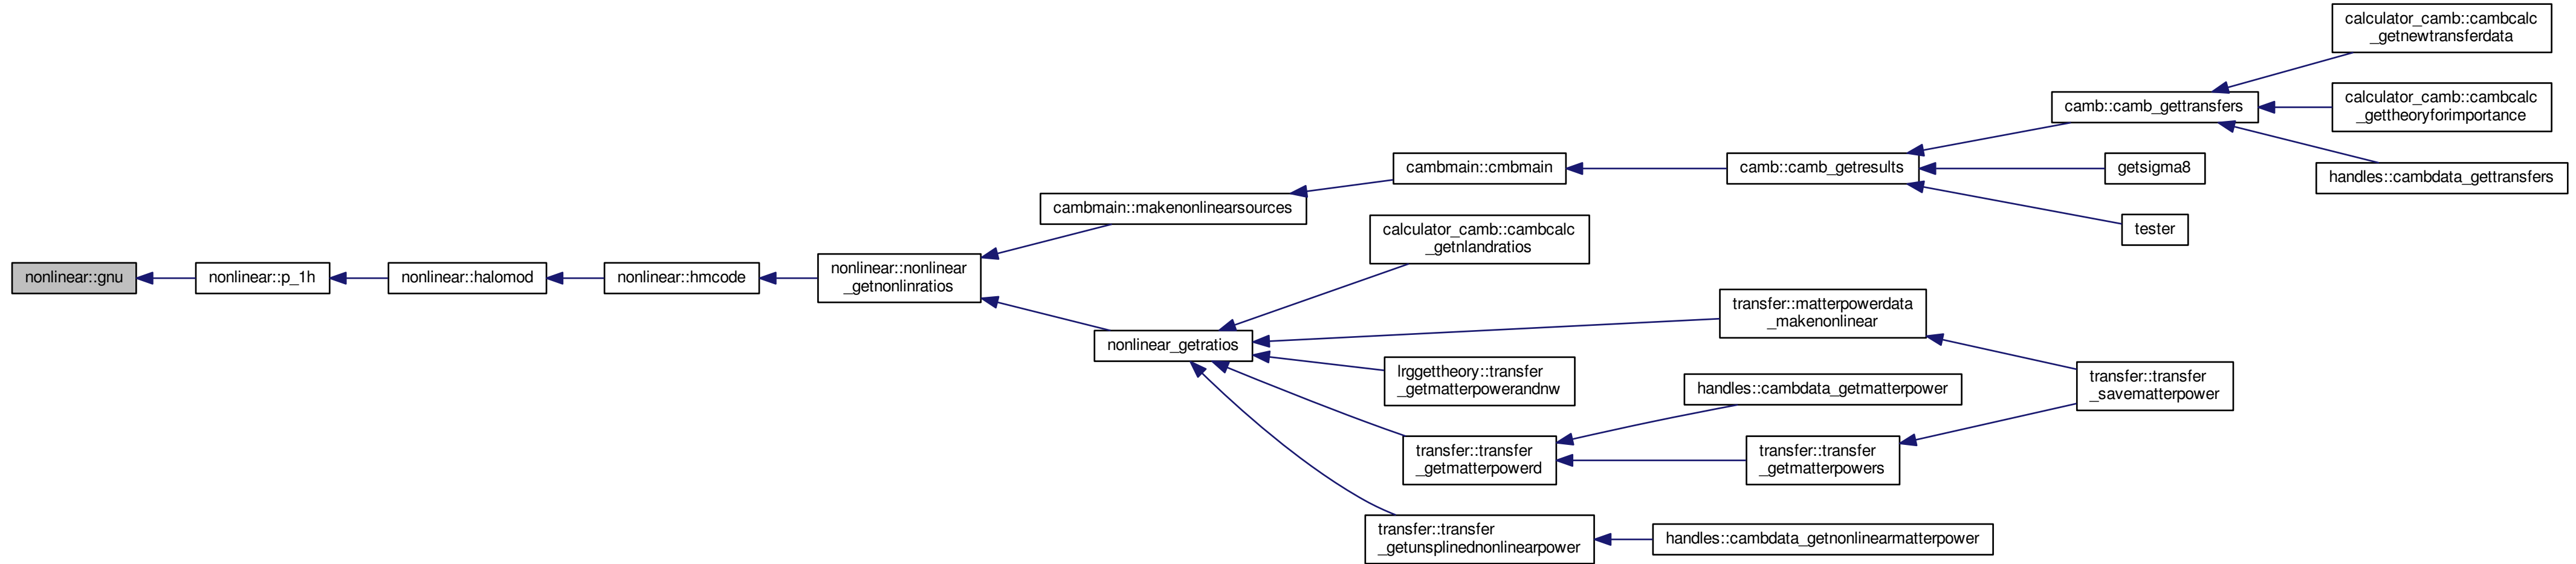 calculator_camb::cambcalc
_getnewtransferdata
camb::camb_gettransfers
calculator_camb::cambcalc
_gettheoryforimportance
cambmain::cmbmain
camb::camb_getresults
getsigma8
handles::cambdata_gettransfers
cambmain::makenonlinearsources
calculator_camb::cambcalc
_getnlandratios
tester
nonlinear::gnu
nonlinear::p_1h
nonlinear::halomod
nonlinear::hmcode
nonlinear::nonlinear
_getnonlinratios
transfer::matterpowerdata
_makenonlinear
nonlinear_getratios
lrggettheory::transfer
_getmatterpowerandnw
handles::cambdata_getmatterpower
transfer::transfer
_savematterpower
transfer::transfer
_getmatterpowerd
transfer::transfer
_getmatterpowers
transfer::transfer
_getunsplinednonlinearpower
handles::cambdata_getnonlinearmatterpower